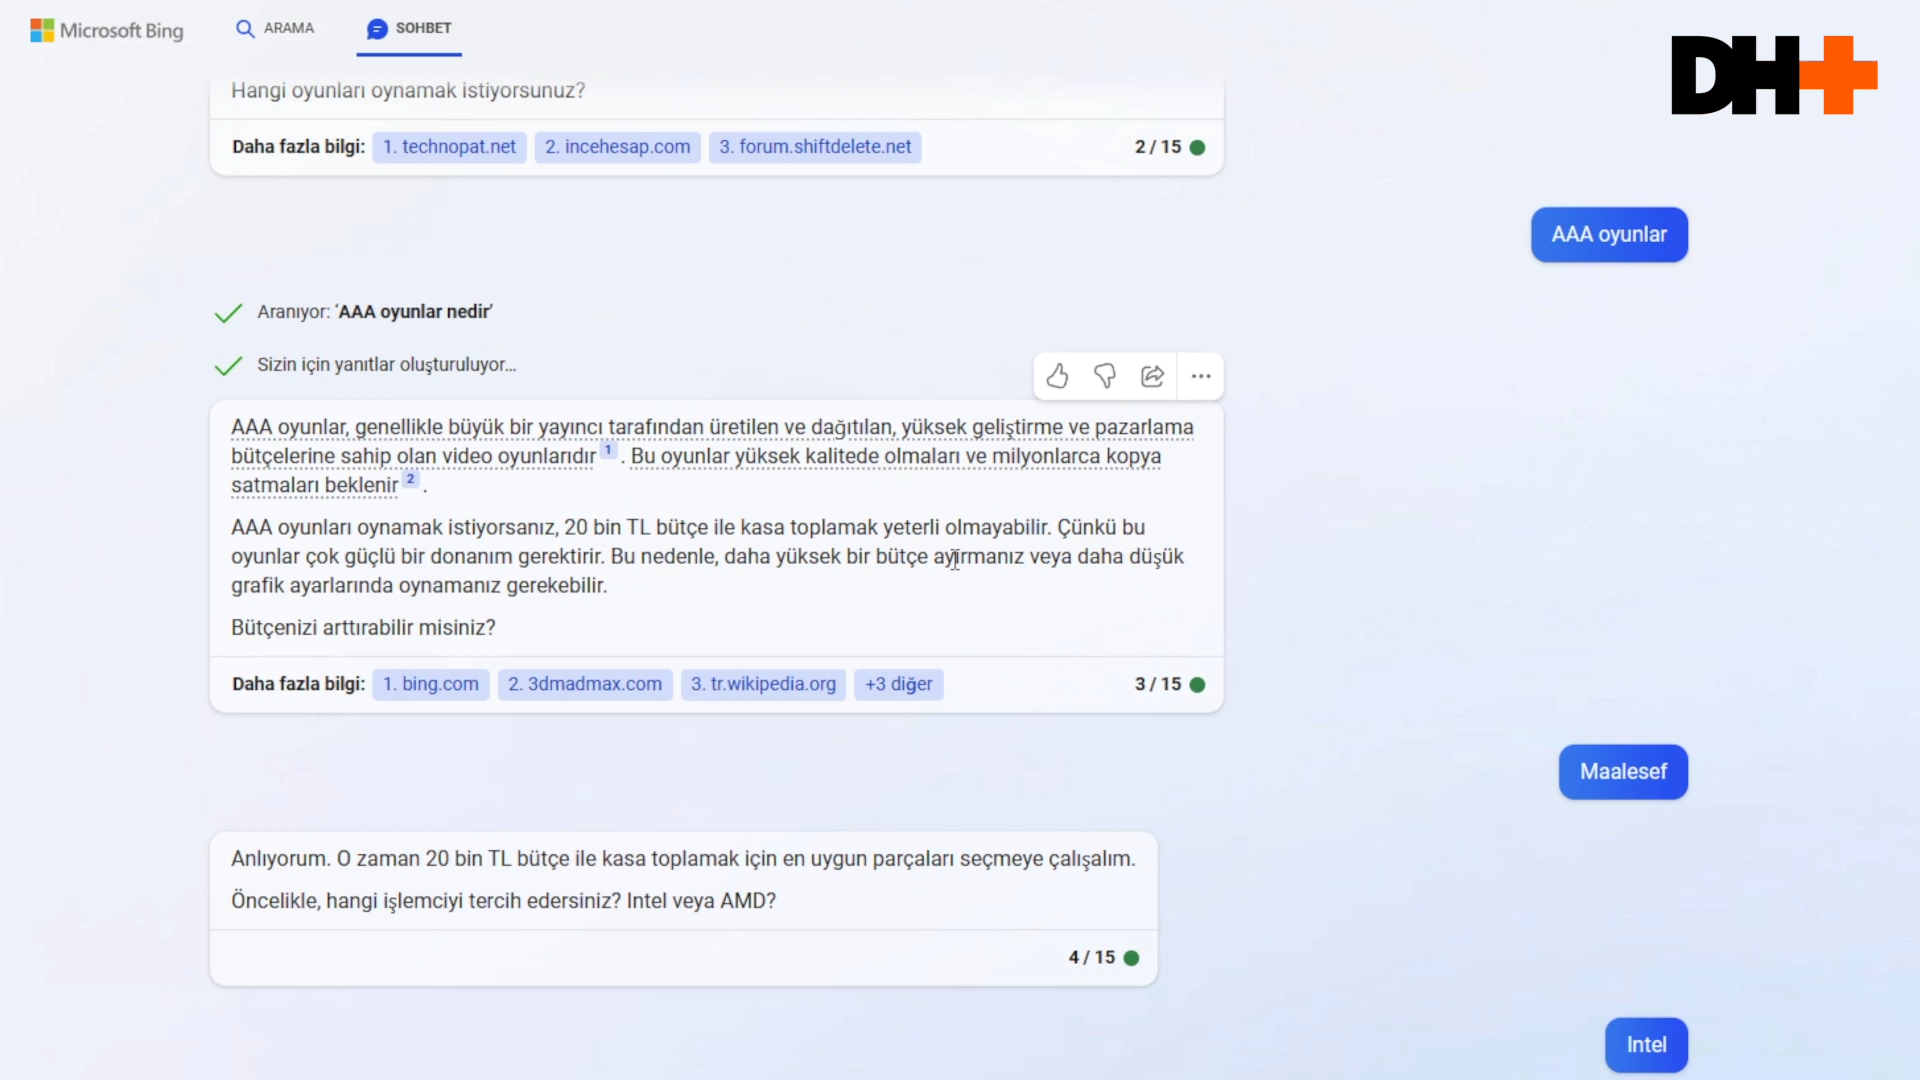 Microsoft Bing
ARAMA
SOHBET
DH+
Hangi oyunları oynamak istiyorsunuz?
Daha fazla bilgi: 1. technopat.net 2. incehesap.com 3. forum.shiftdelete.net 2 / 15
AAA oyunlar
Aranıyor: 'AAA oyunlar nedir'
Sizin için yanıtlar oluşturuluyor...
AAA oyunlar, genellikle büyük bir yayıncı tarafından üretilen ve dağıtılan, yüksek geliştirme ve pazarlama
bütçelerine sahip olan video oyunlarıdır 1 . Bu oyunlar yüksek kalitede olmaları ve milyonlarca kopya
satmaları beklenir 2 .
AAA oyunları oynamak istiyorsanız, 20 bin TL bütçe ile kasa toplamak yeterli olmayabilir. Çünkü bu
oyunlar çok güçlü bir donanım gerektirir. Bu nedenle, daha yüksek bir bütçe ayırmanız veya daha düşük
grafik ayarlarında oynamanız gerekebilir.
Bütçenizi arttırabilir misiniz?
Daha fazla bilgi: 1. bing.com 2. 3dmadmax.com 3. tr.wikipedia.org +3 diğer 3 / 15
Maalesef
Anlıyorum. O zaman 20 bin TL bütçe ile kasa toplamak için en uygun parçaları seçmeye çalışalım.
Öncelikle, hangi işlemciyi tercih edersiniz? Intel veya AMD?
4 / 15
Intel